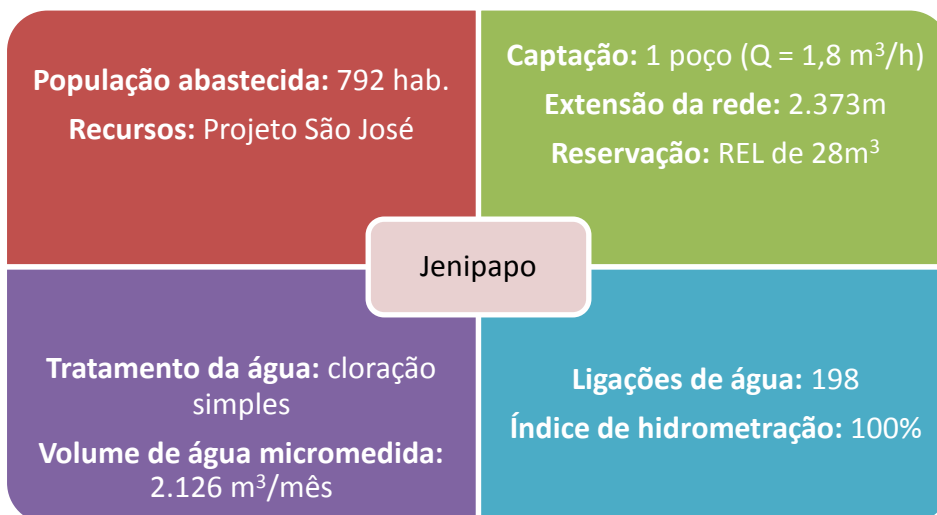 População abastecida: 792 hab.
Recursos: Projeto São José
Captação: 1 poço (Q = 1,8 m³/h)
Extensão da rede: 2.373m
Reservação: REL de 28m³
Jenipapo
Tratamento da água: cloração
simples
Volume de água micromedida:
2.126 m³/mês
Ligações de água: 198
Índice de hidrometração: 100%